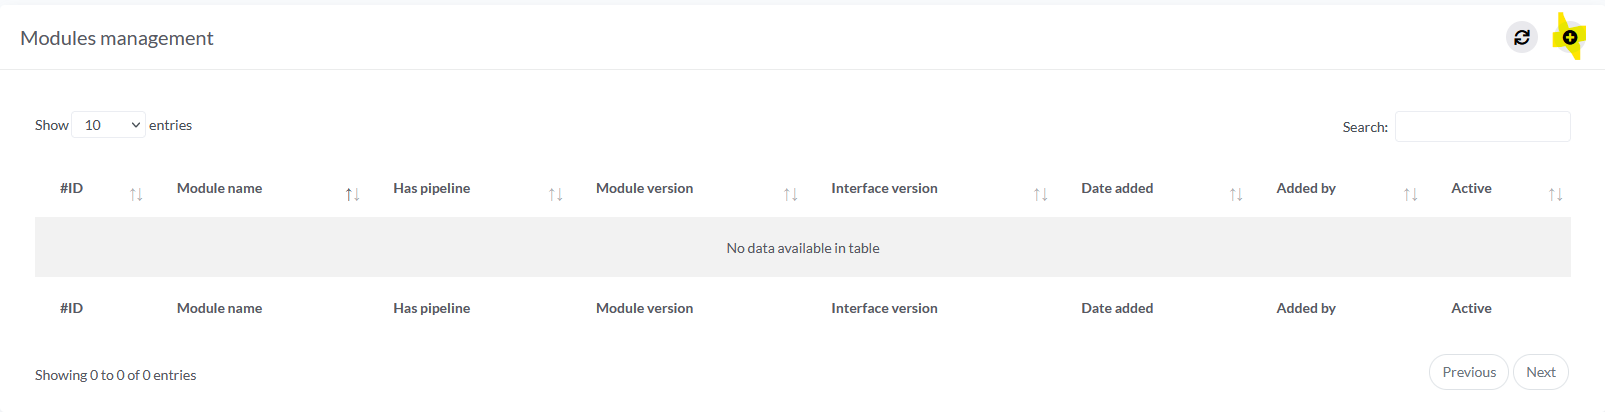 Modules management
Show 10 entries
Search:
#ID Module name Has pipeline Module version Interface version Date added Added by Active
No data available in table
#ID Module name Has pipeline Module version Interface version Date added Added by Active
Showing 0 to 0 of 0 entries
Previous Next